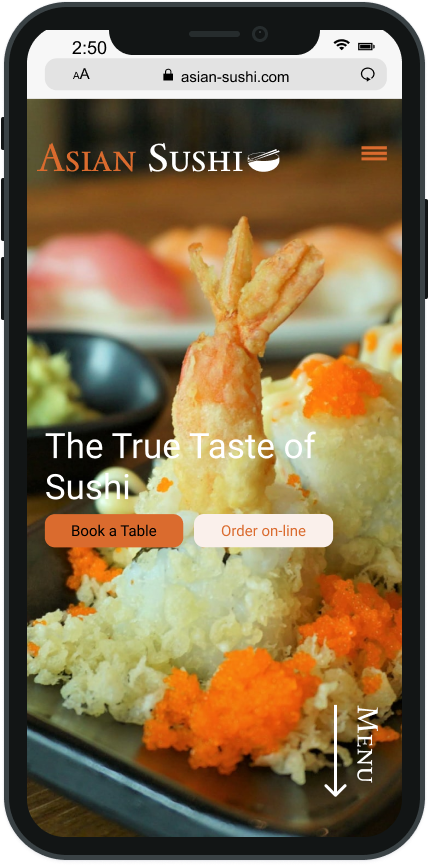 2:50
AA
asian-sushi.com
Asian Sushi
The True Taste of
Sushi
Book a Table
Order on-line
Menu